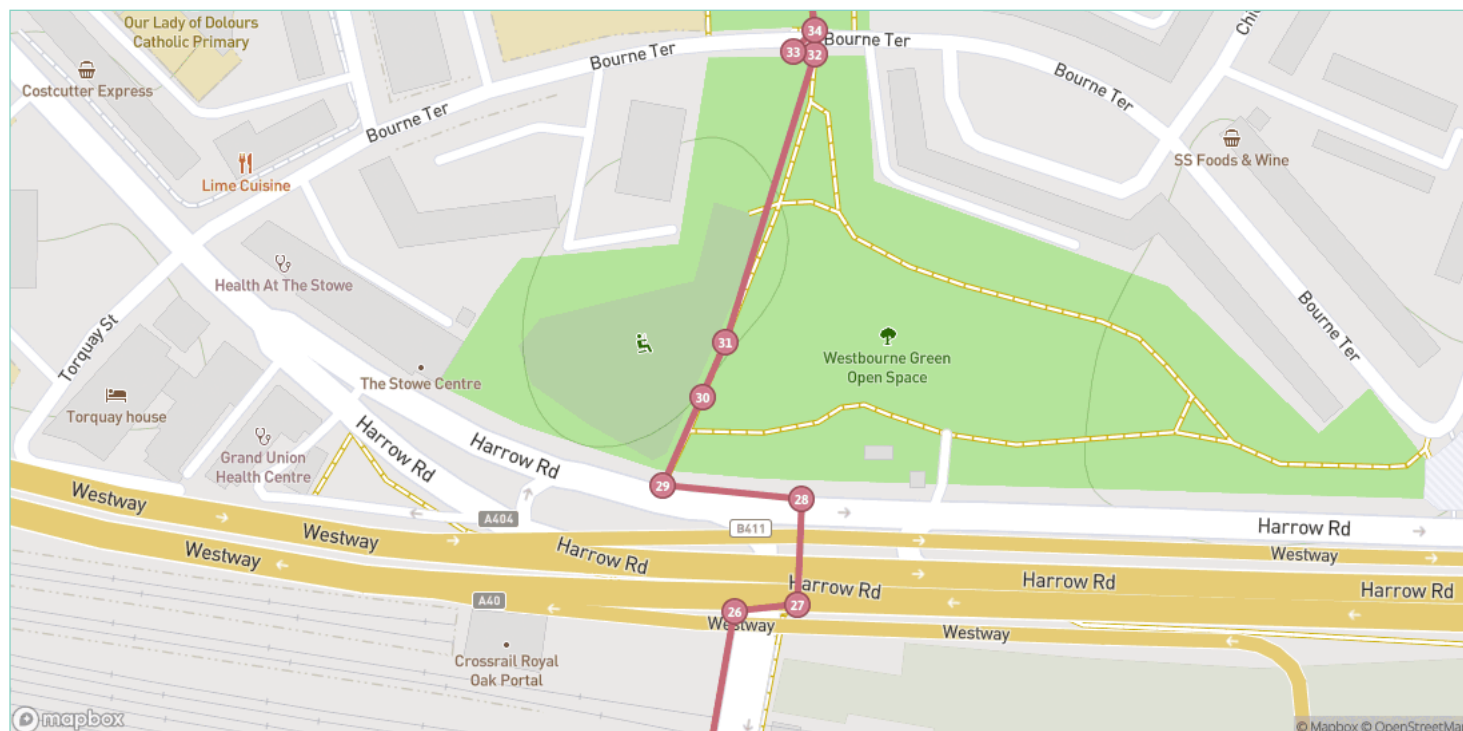 Our Lady of Dolours
Catholic Primary
34
Bourne Ter
33
32
Bourne Ter
Costcutter Express
Bourne Ter
Bourne Ter
Lime Cuisine
SS Foods & Wine
Health At The Stowe
Bourne Ter
Torquay St
31
Westbourne Green
Open Space
The Stowe Centre
30
Torquay house
Harrow Rd
Harrow Rd
Grand Union
Health Centre
29
28
Westway
A404
B411
Harrow Rd
Westway
Westway
Westway
Harrow Rd
Harrow Rd
Harrow Rd
Harrow Rd
A40
26
27
Westway
Westway
Crossrail Royal
Oak Portal
mapbox
© Mapbox © OpenStreetMa